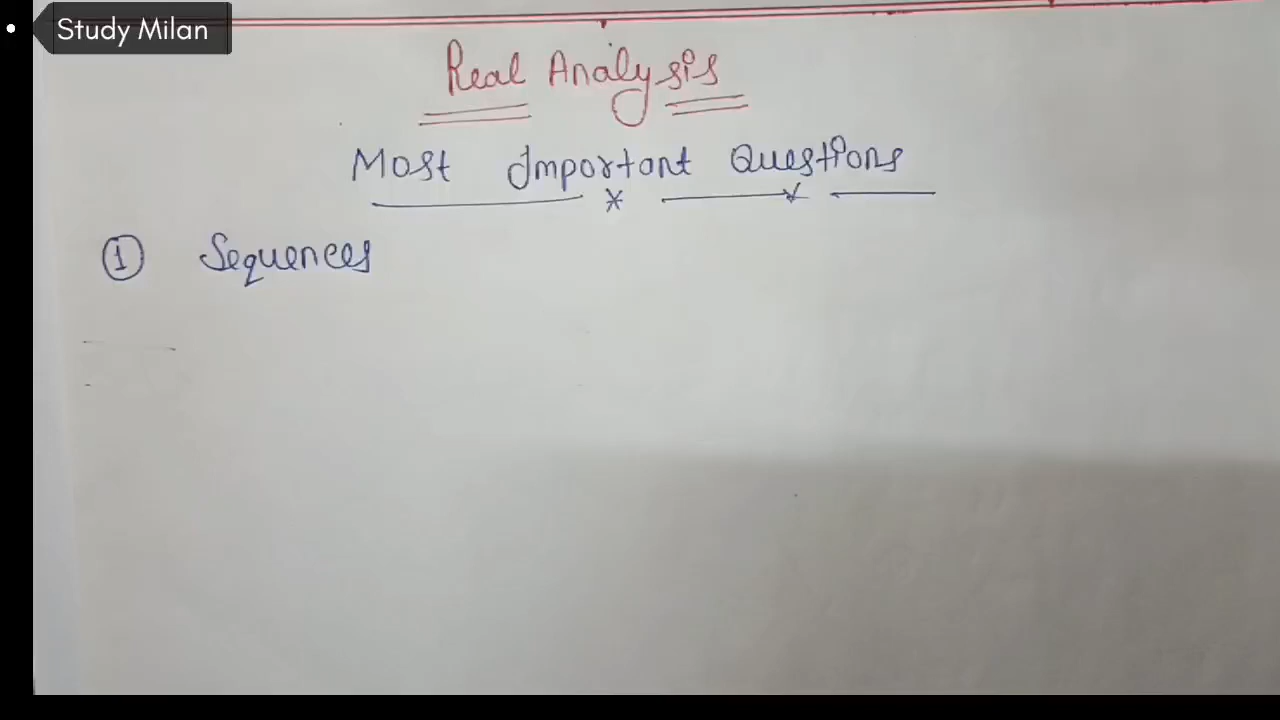 Study Milan
Real Analysis
Most Important Questions
① Sequences